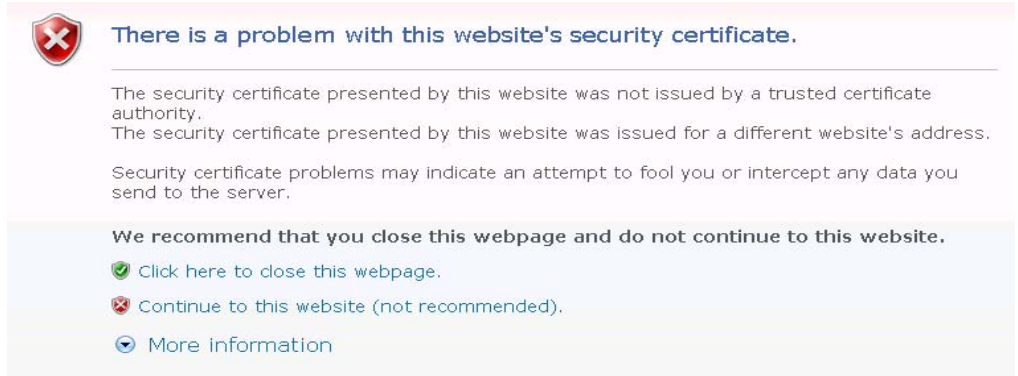 There is a problem with this website's security certificate.
The security certificate presented by this website was not issued by a trusted certificate
authority.
The security certificate presented by this website was issued for a different website's address.
Security certificate problems may indicate an attempt to fool you or intercept any data you
send to the server.
We recommend that you close this webpage and do not continue to this website.
Click here to close this webpage.
Continue to this website (not recommended).
More information